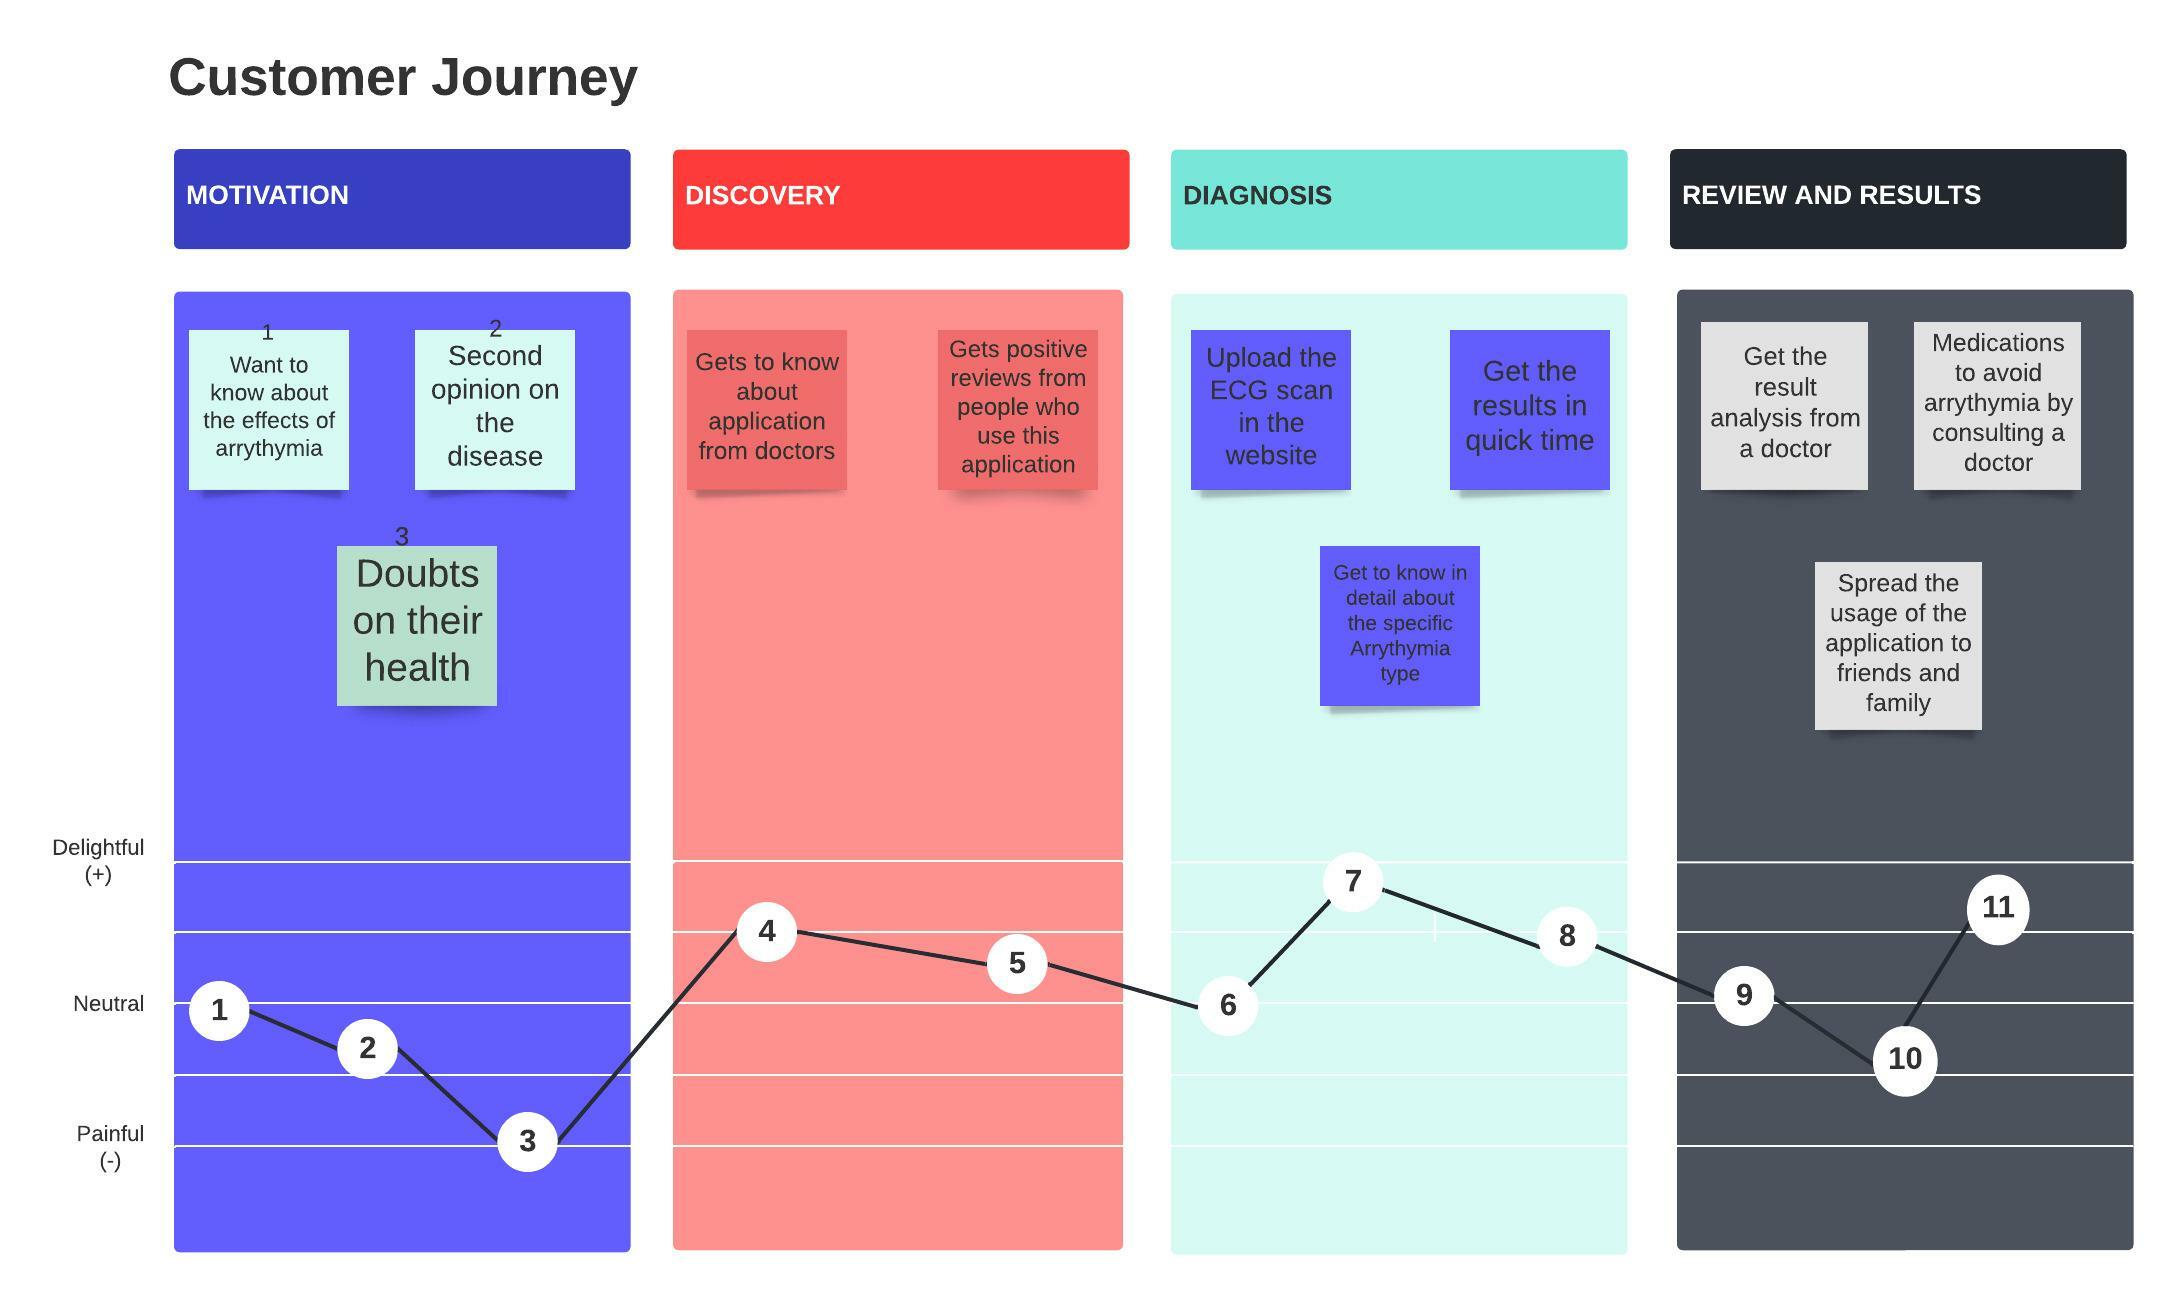 Customer Journey
MOTIVATION
DISCOVERY
DIAGNOSIS
REVIEW AND RESULTS
1
Want to
know about
the effects of
arrythymia
2
Second
opinion on
the
disease
3
Doubts
on their
health
Gets to know
about
application
from doctors
Gets positive
reviews from
people who
use this
application
Upload the
ECG scan
in the
website
Get the
results in
quick time
Get to know in
detail about
the specific
Arrythymia
type
Get the
result
analysis from
a doctor
Medications
to avoid
arrythymia by
consulting a
doctor
Spread the
usage of the
application to
friends and
family
Delightful
(+)
Neutral
Painful
(-)
1
2
3
4
5
6
7
8
9
10
11